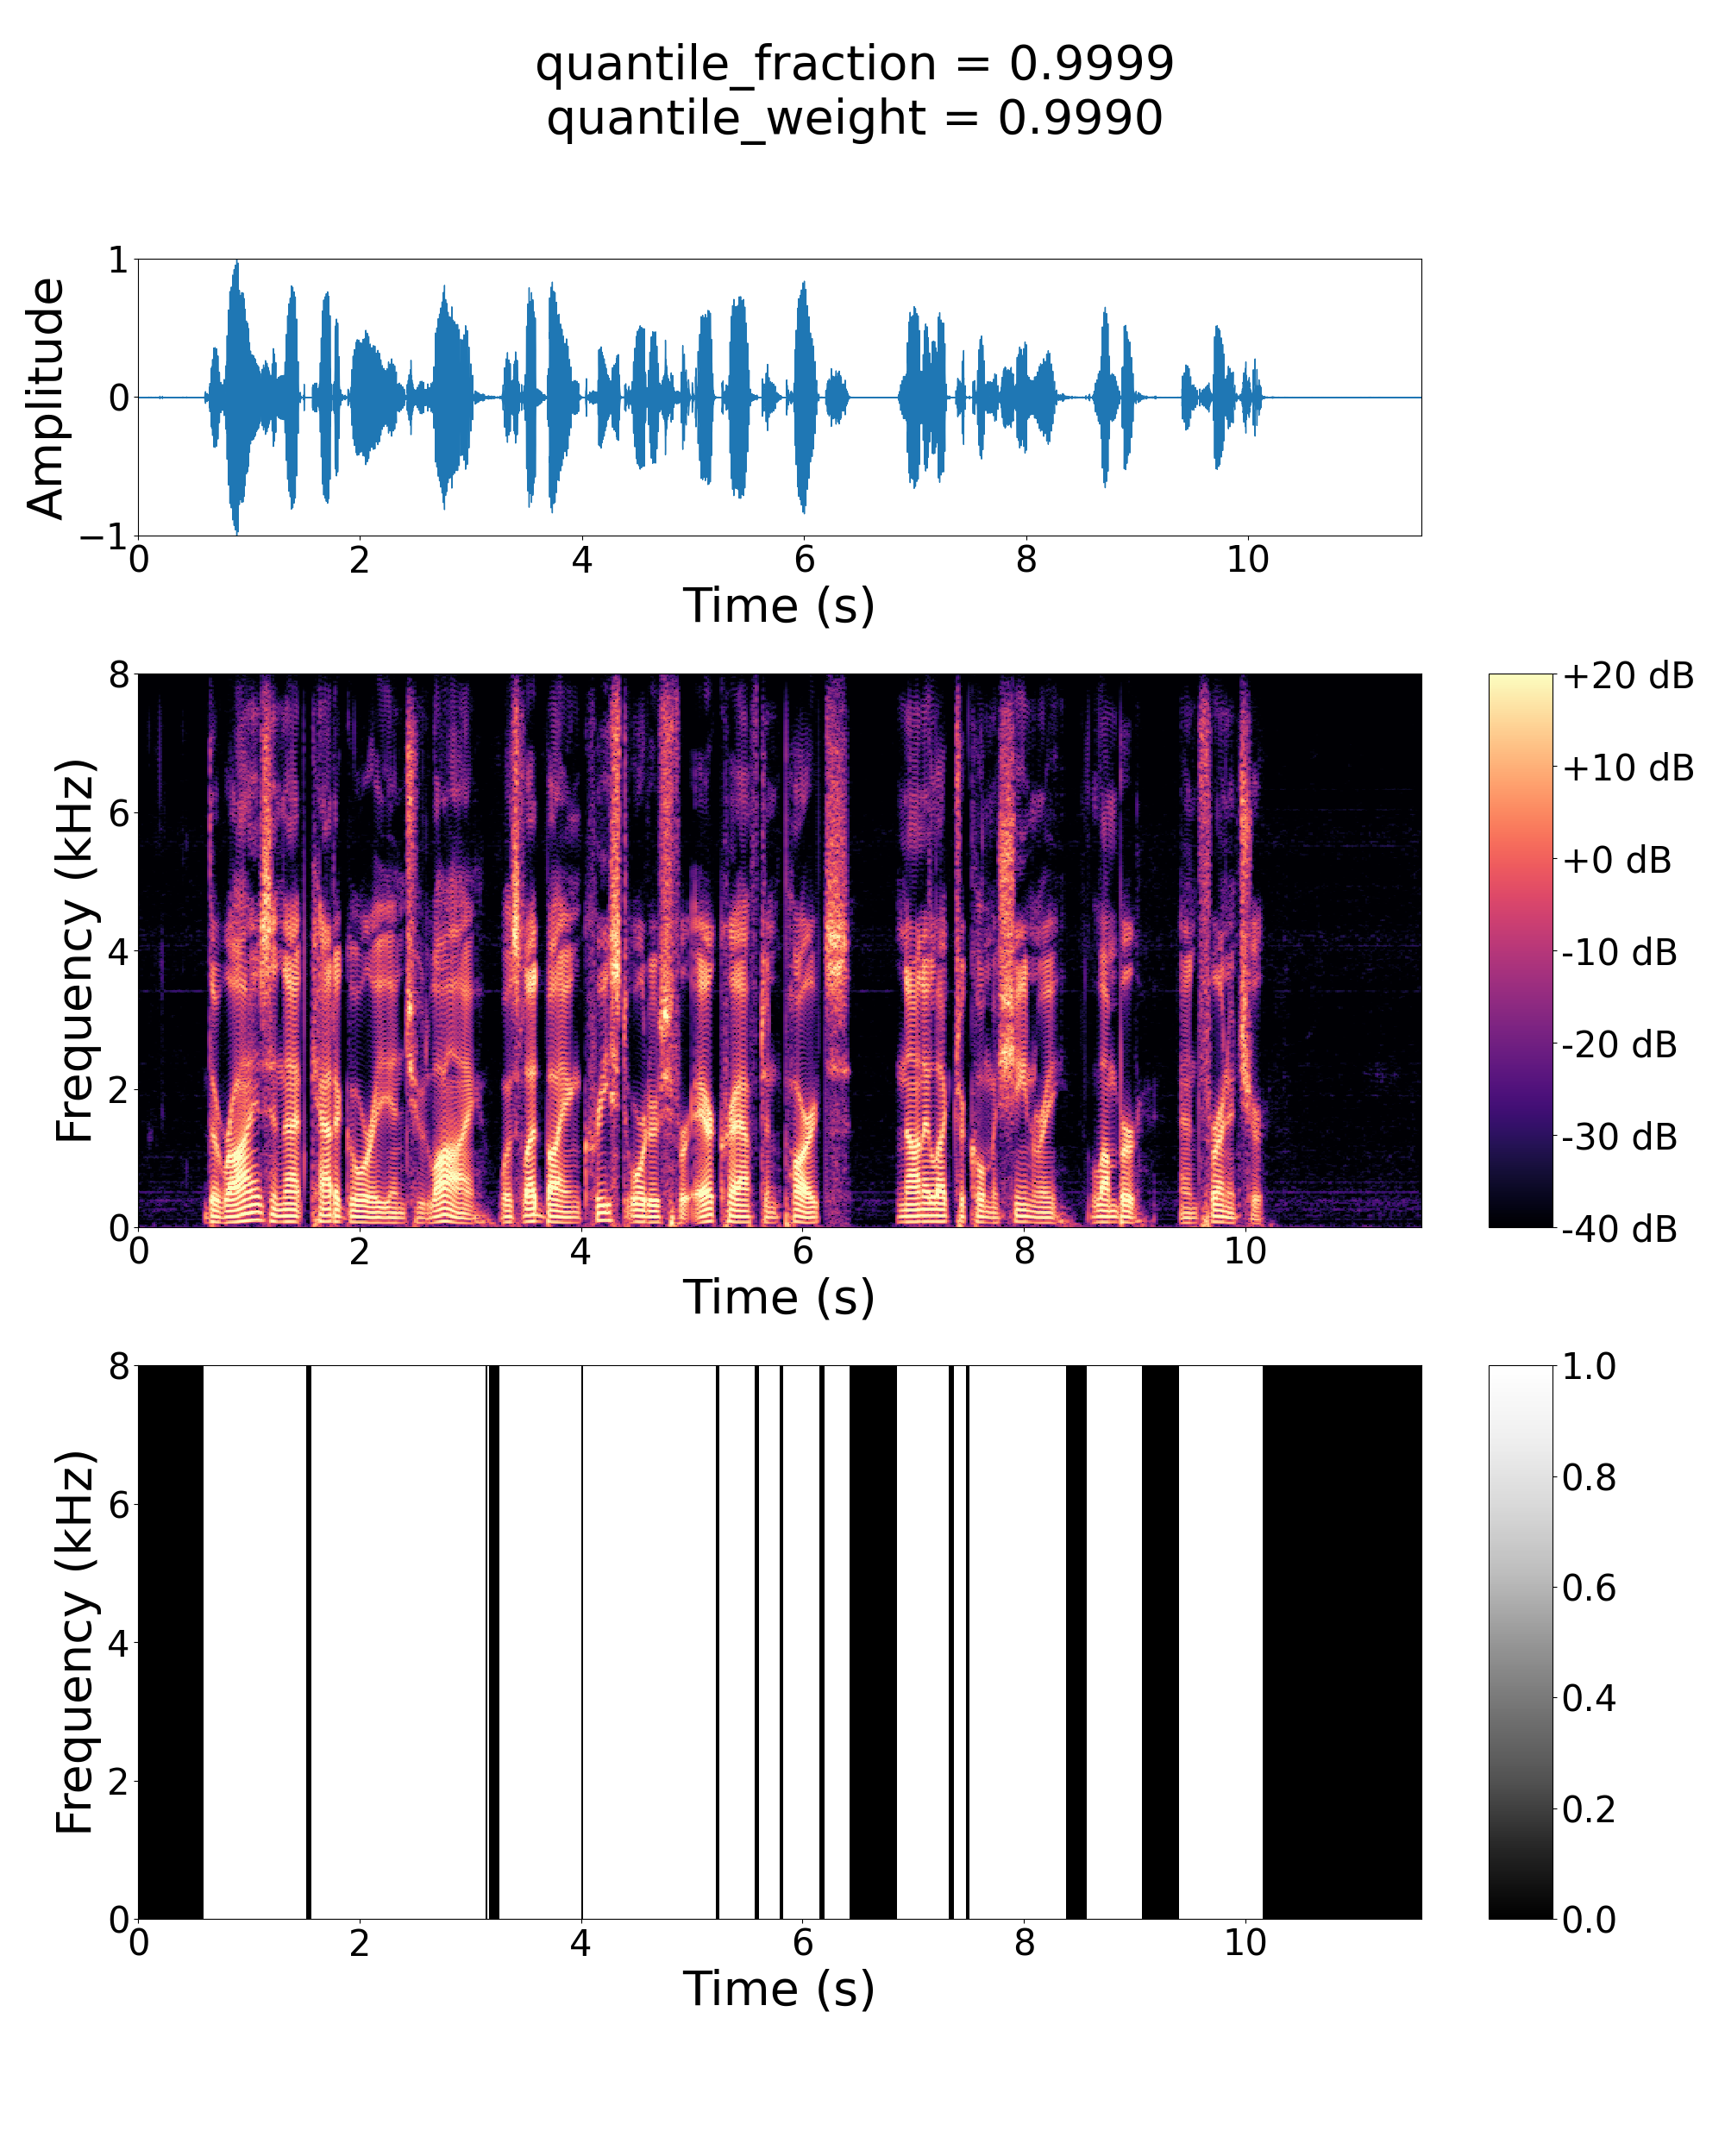 quantile_fraction = 0.9999
quantile_weight = 0.9990
1
0
−1
Amplitude
0 2 4 6 8 10
Time (s)
8
6
4
2
0
Frequency (kHz)
0 2 4 6 8 10
Time (s)
+20 dB
+10 dB
+0 dB
-10 dB
-20 dB
-30 dB
-40 dB
8
6
4
2
0
Frequency (kHz)
0 2 4 6 8 10
Time (s)
1.0
0.8
0.6
0.4
0.2
0.0